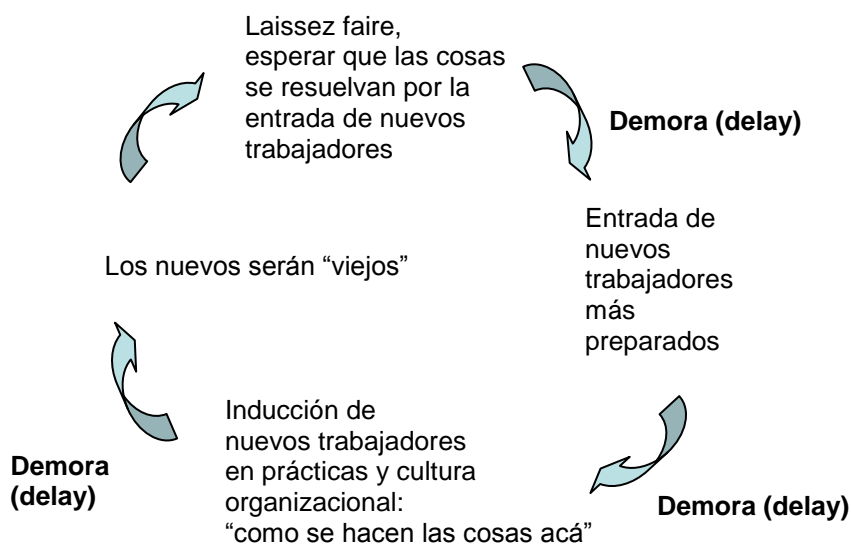 Laissez faire,
esperar que las cosas
se resuelvan por la
entrada de nuevos
trabajadores
Demora (delay)
Entrada de
nuevos
trabajadores
más
preparados
Demora (delay)
Inducción de
nuevos trabajadores
en prácticas y cultura
organizacional:
“como se hacen las cosas acá”
Demora
(delay)
Los nuevos serán “viejos”